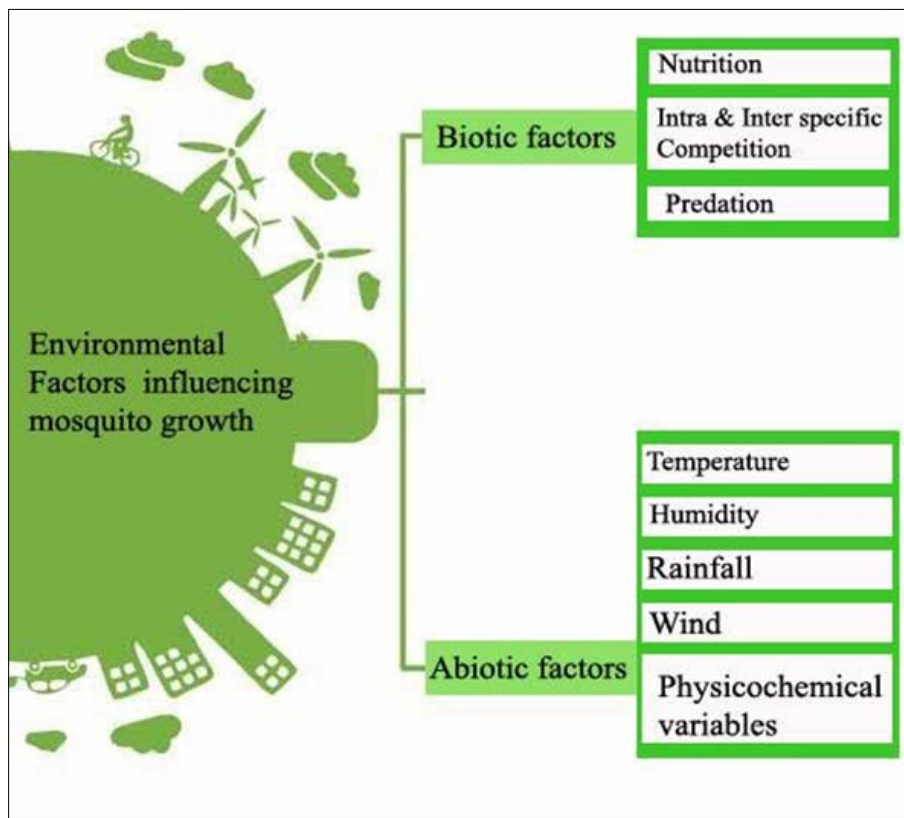 Environmental
Factors influencing
mosquito growth
Biotic factors
Nutrition
Intra & Inter specific
Competition
Predation
Abiotic factors
Temperature
Humidity
Rainfall
Wind
Physicochemical
variables